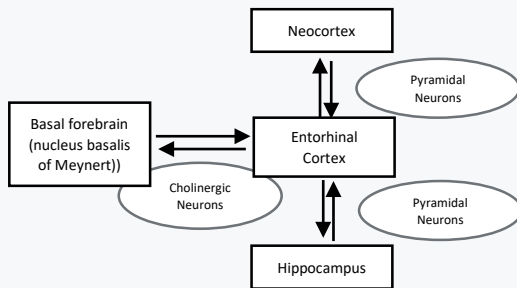 Neocortex
Pyramidal
Neurons
Basal forebrain
(nucleus basalis
of Meynert))
Entorhinal
Cortex
Cholinergic
Neurons
Pyramidal
Neurons
Hippocampus